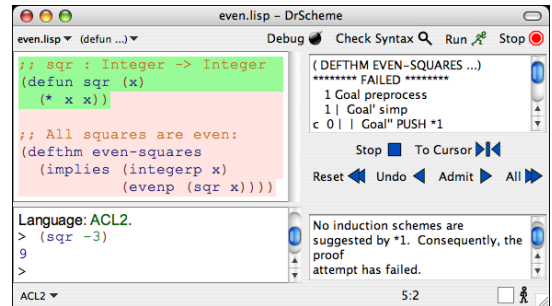 even.lisp - DrScheme
even.lisp (defun ...) Debug Check Syntax Run Stop
;; sqr : Integer -> Integer
(defun sqr (x)
(* x x))
;; All squares are even:
(defthm even-squares
(implies (integerp x)
(evenp (sqr x))))
( DEFTHM EVEN-SQUARES ...)
******** FAILED ********
1 Goal preprocess
1 | Goal' simp
c 0 | | Goal'' PUSH *1
Stop To Cursor
Reset Undo Admit All
Language: ACL2.
> (sqr -3)
9
>
No induction schemes are
suggested by *1. Consequently, the
proof
attempt has failed.
ACL2 5:2